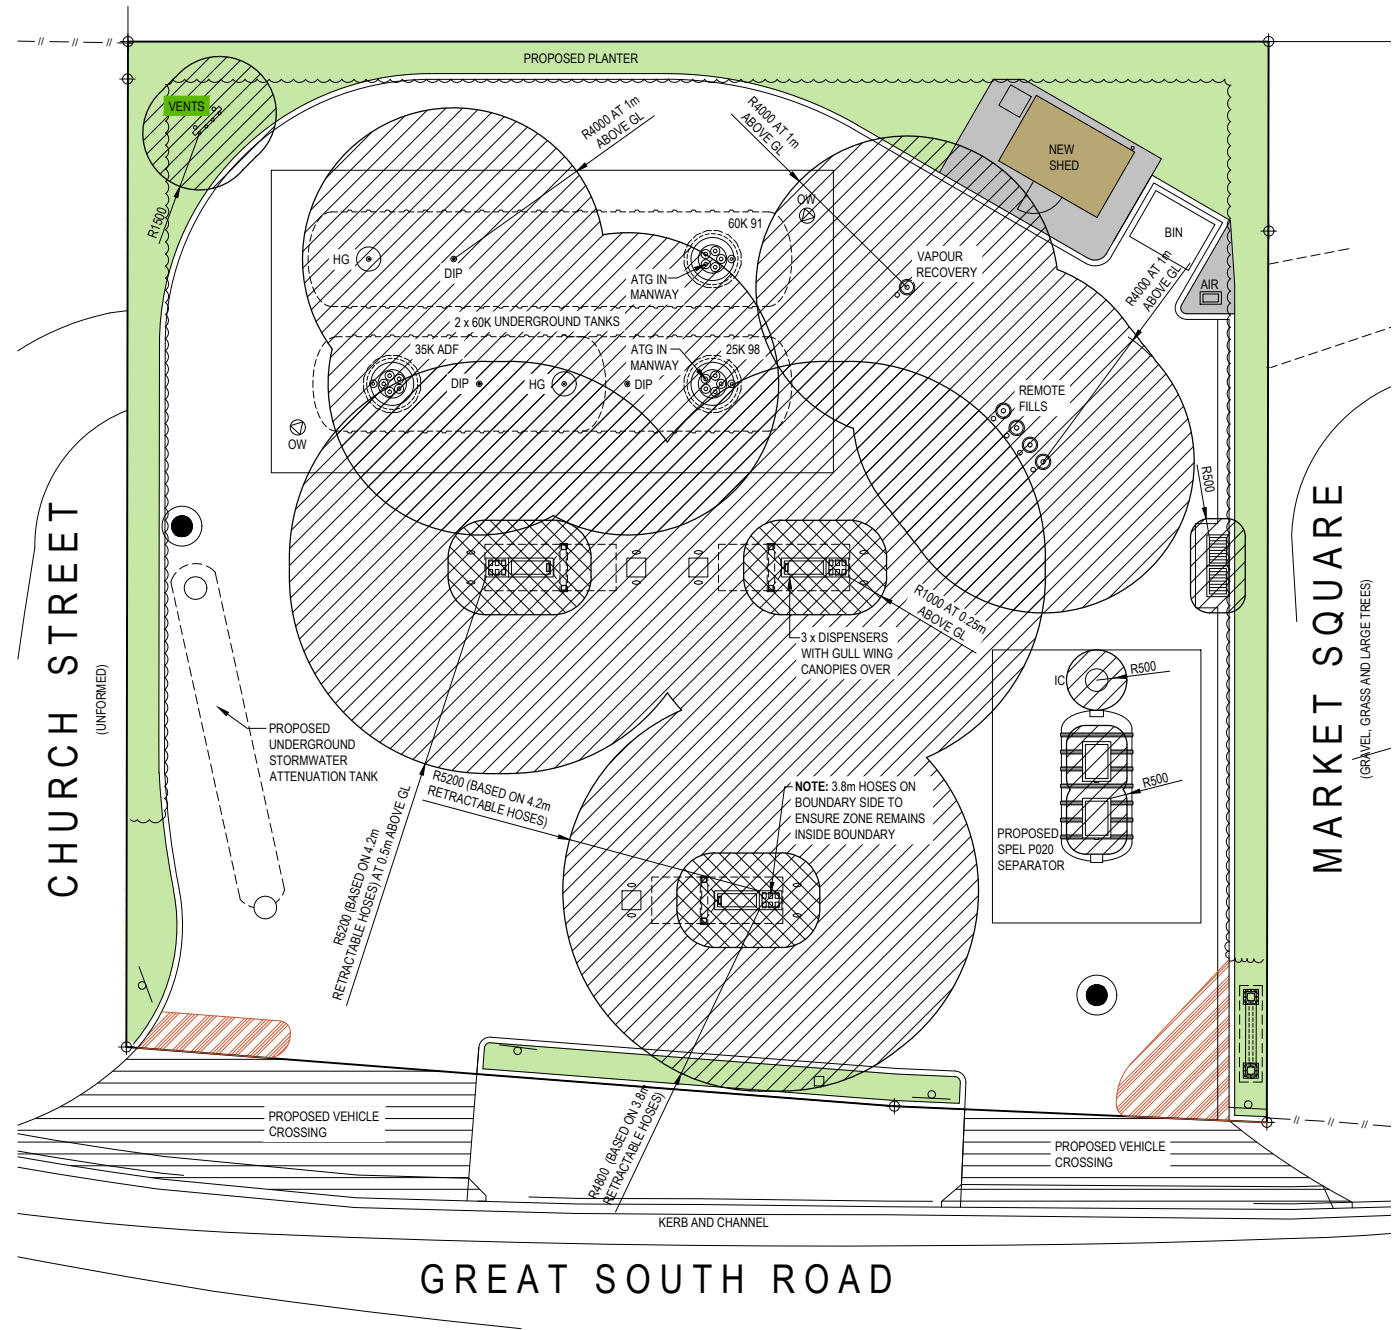 PROPOSED PLANTER
VENTS
R1500
R4000 AT 1m
ABOVE GL
R4000 AT 1m
ABOVE GL
NEW
SHED
BIN
AIR
R4000 AT 1m
ABOVE GL
OW
60K 91
HG
DIP
ATG IN
MANWAY
VAPOUR
RECOVERY
2 x 60K UNDERGROUND TANKS
35K ADF
ATG IN
MANWAY
25K 98
DIP
HG
DIP
OW
REMOTE
FILLS
R500
R1000 AT 0.25m
ABOVE GL
3 x DISPENSERS
WITH GULL WING
CANOPIES OVER
IC
R500
R500
PROPOSED
SPEL P020
SEPARATOR
PROPOSED
UNDERGROUND
STORMWATER
ATTENUATION TANK
R5200 (BASED ON 4.2m
RETRACTABLE HOSES)
R5200 (BASED ON 4.2m
RETRACTABLE HOSES) AT 0.5m ABOVE GL
NOTE: 3.8m HOSES ON
BOUNDARY SIDE TO
ENSURE ZONE REMAINS
INSIDE BOUNDARY
R4800 (BASED ON 3.8m
RETRACTABLE HOSES)
PROPOSED VEHICLE
CROSSING
PROPOSED VEHICLE
CROSSING
KERB AND CHANNEL
GREAT SOUTH ROAD
CHURCH STREET
(UNFORMED)
MARKET SQUARE
(GRAVEL, GRASS AND LARGE TREES)